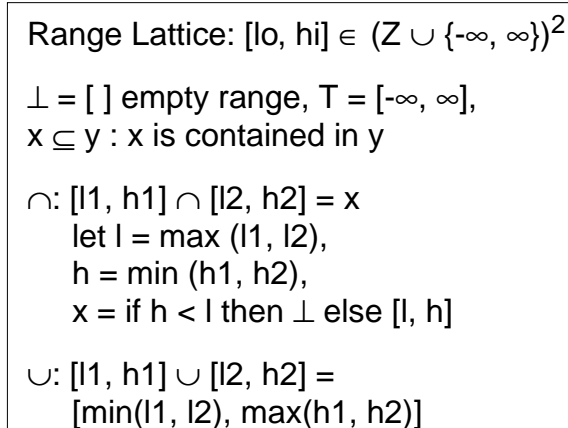 Range Lattice: [lo, hi] ∈ (Z ∪ {-∞, ∞})²
⊥ = [ ] empty range, T = [-∞, ∞],
x ⊆ y : x is contained in y
∩: [l1, h1] ∩ [l2, h2] = x
let l = max (l1, l2),
h = min (h1, h2),
x = if h < l then ⊥ else [l, h]
∪: [l1, h1] ∪ [l2, h2] =
[min(l1, l2), max(h1, h2)]